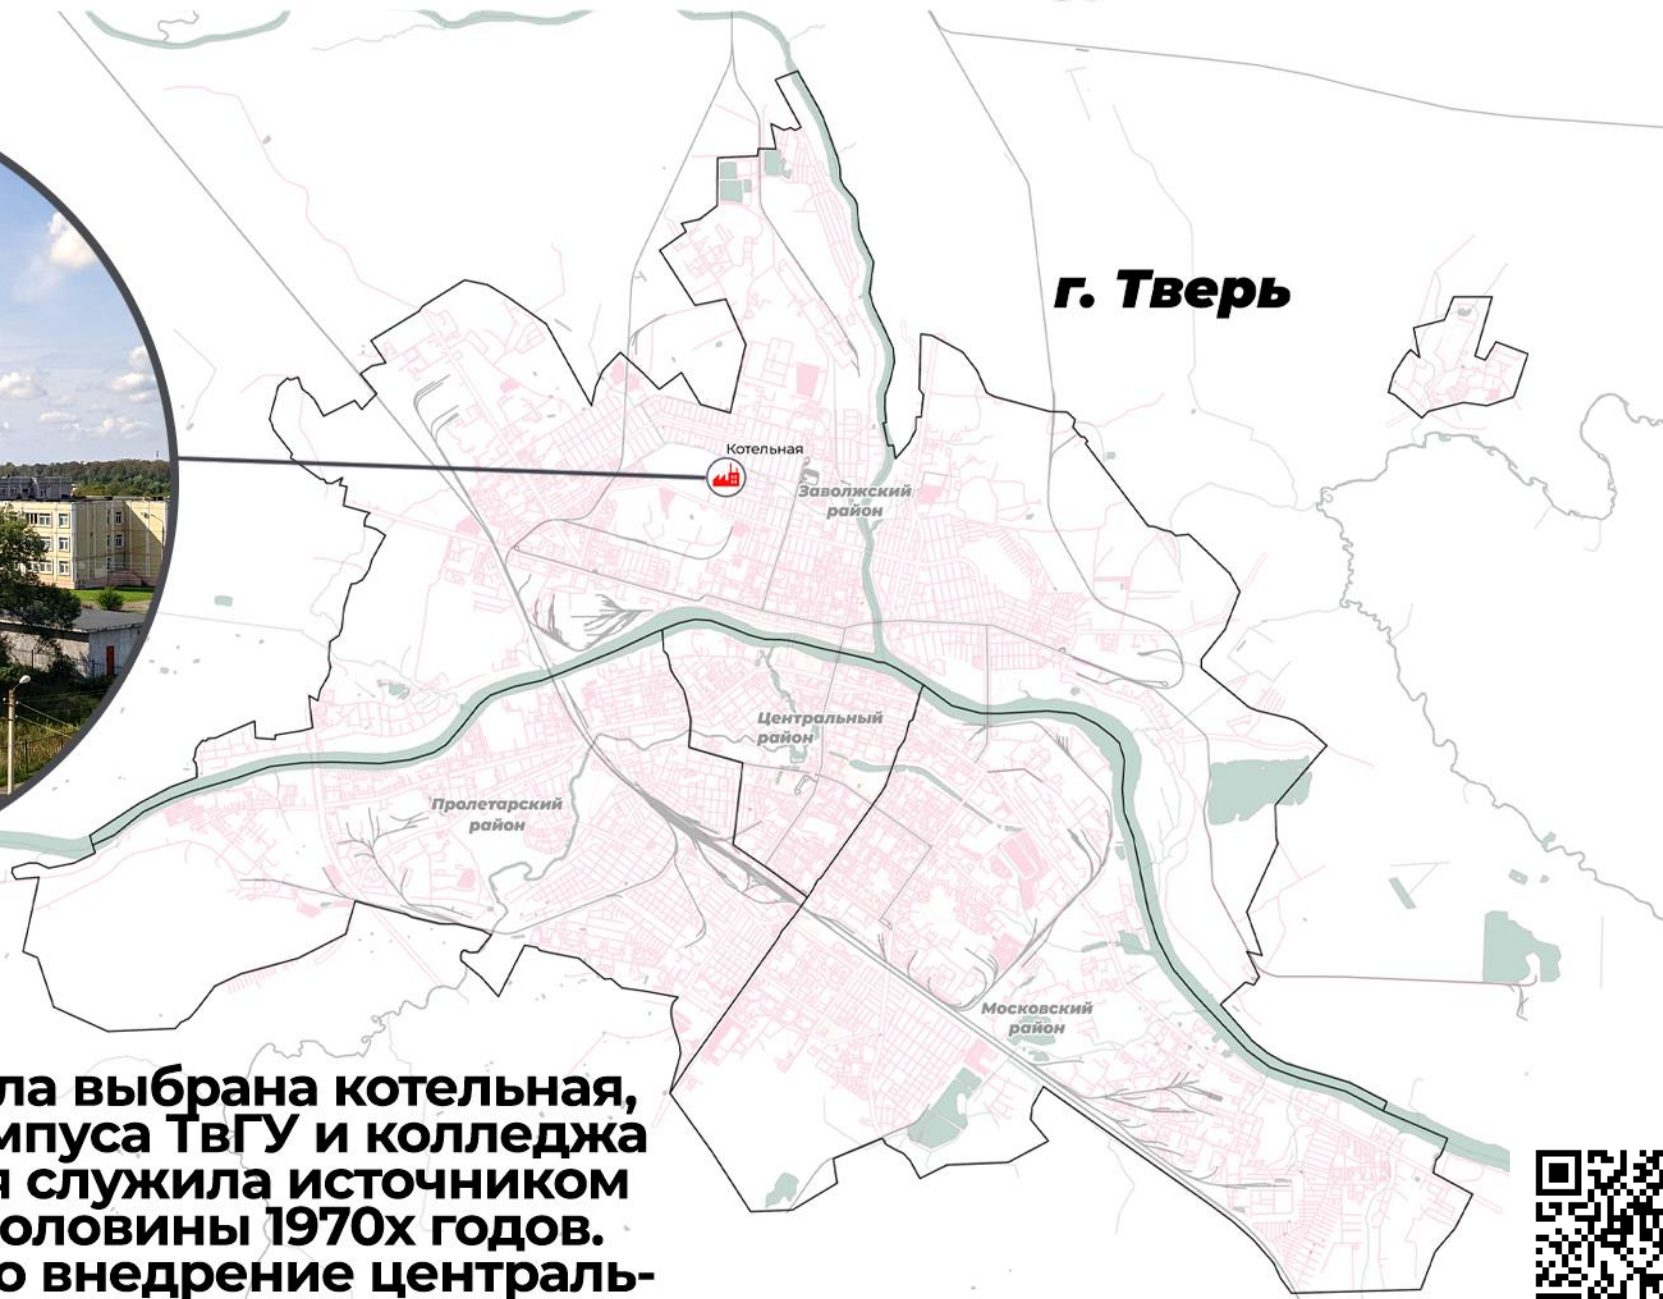 г. Тверь
Котельная
Заволжский
район
Центральный
район
Пролетарский
район
Московский
район
ла выбрана котельная,
мпуса ТвГУ и колледжа
я служила источником
оловины 1970х годов.
о внедрение централь-